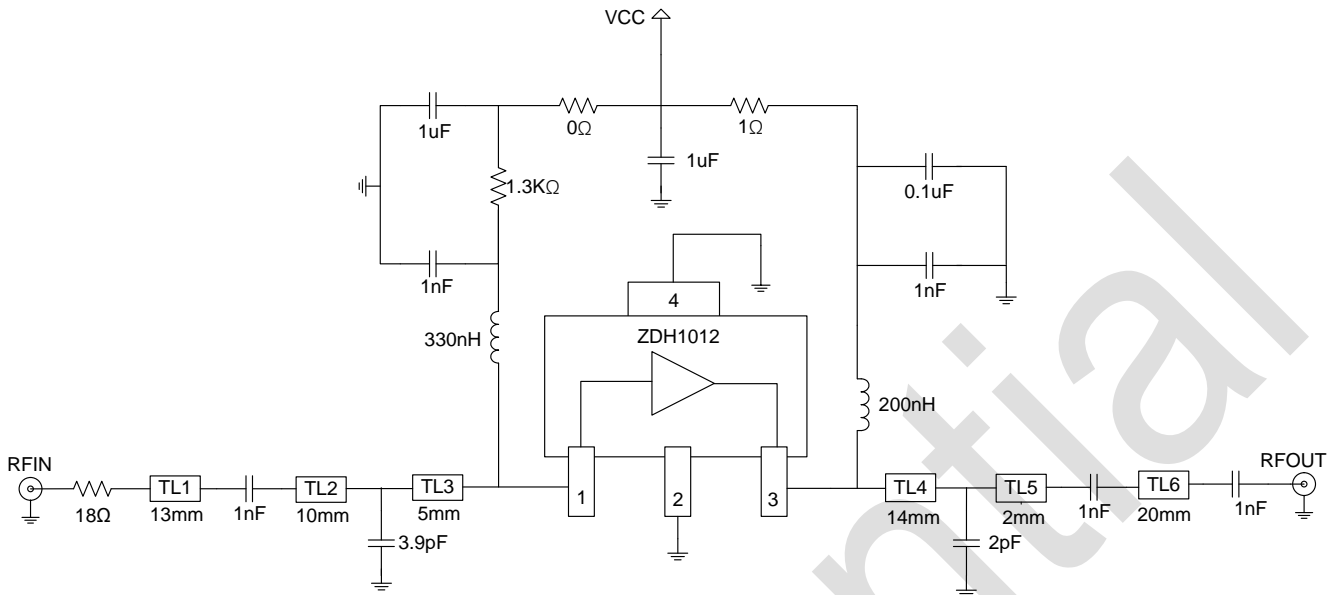 VCC
1uF
0Ω
1Ω
1.3KΩ
1uF
0.1uF
1nF
1nF
4
ZDH1012
330nH
200nH
RFIN
RFOUT
TL1
TL2
TL3
1
2
3
TL4
TL5
TL6
18Ω
13mm
1nF
10mm
5mm
14mm
2mm
1nF
20mm
1nF
3.9pF
2pF
ntial